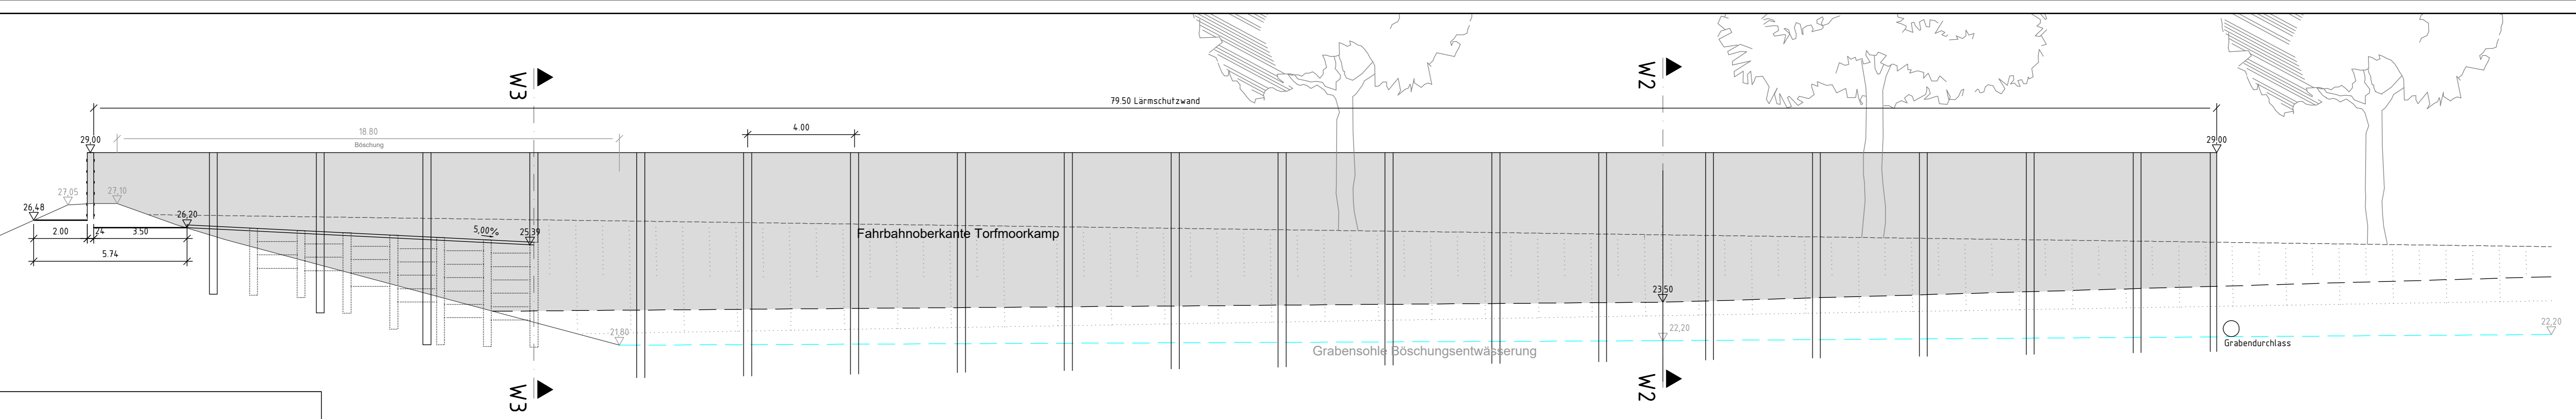 W3
W2
79.50 Lärmschutzwand
4.00
18.80
Böschung
29.00
29.00
27.05
27.10
26.48
26.20
2.00
24
3.50
5.00%
25.39
5.74
Fahrbahnoberkante Torfmoorkamp
23.50
21.80
22,20
22,20
Grabensohle Böschungsentwässerung
Grabendurchlass
W3
W2